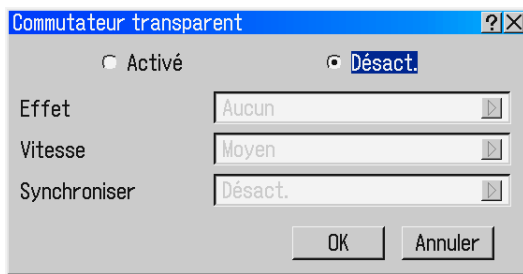 Commutateur transparent ? X
Activé Désact.
Effet Aucun
Vitesse Moyen
Synchroniser Désact.
OK Annuler